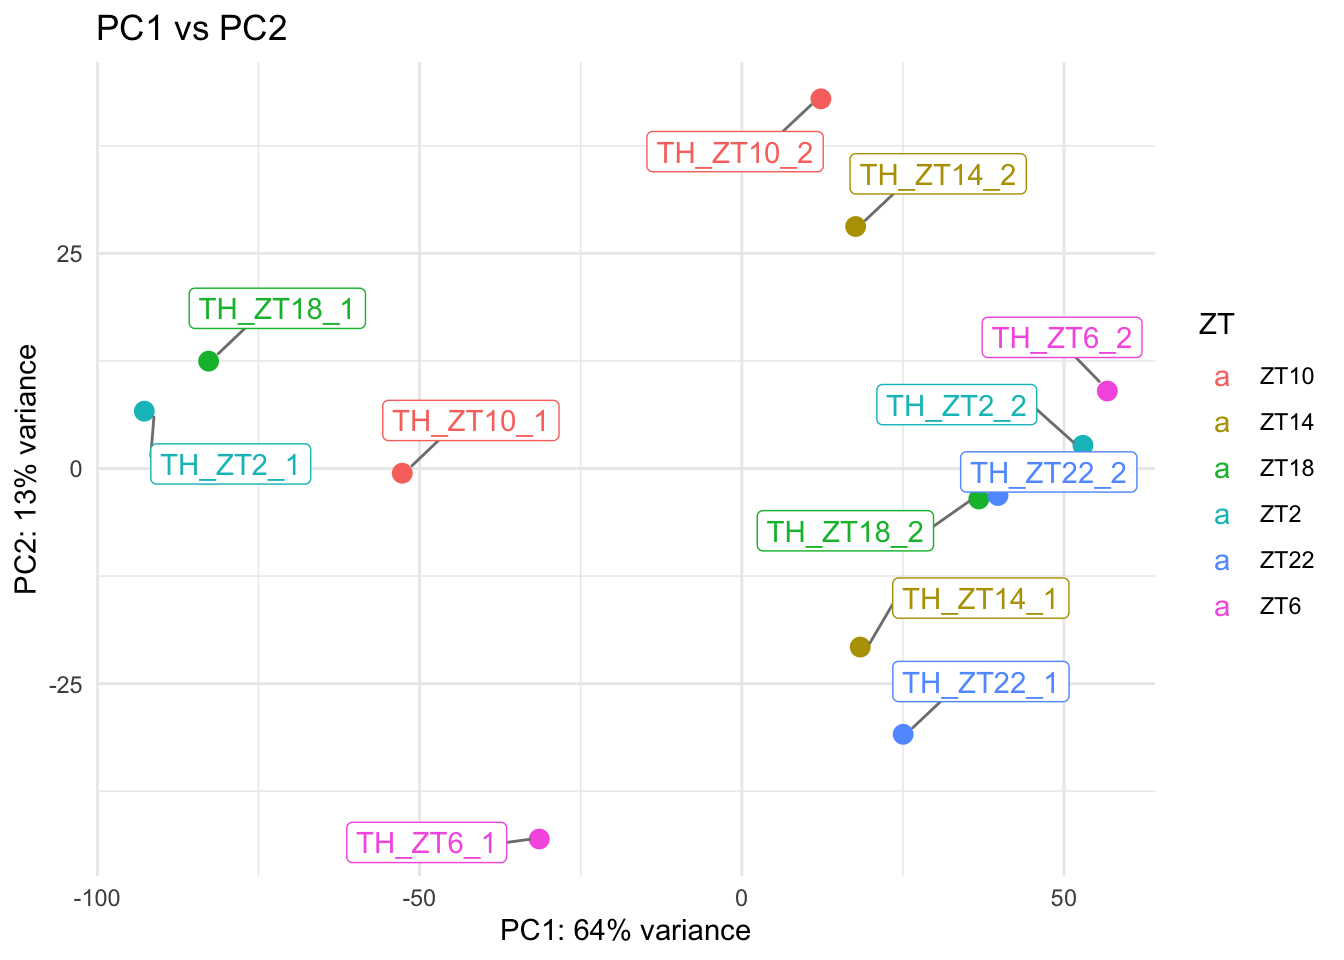 PC1 vs PC2
TH_ZT10_2
TH_ZT14_2
25
TH_ZT18_1
ZT
TH_ZT6_2
a ZT10
TH_ZT2_2
TH_ZT10_1
a ZT14
PC2: 13% variance
0
TH_ZT2_1
TH_ZT22_2
a ZT18
a ZT2
TH_ZT18_2
a ZT22
TH_ZT14_1
a ZT6
-25
TH_ZT22_1
TH_ZT6_1
-100 -50 0 50
PC1: 64% variance